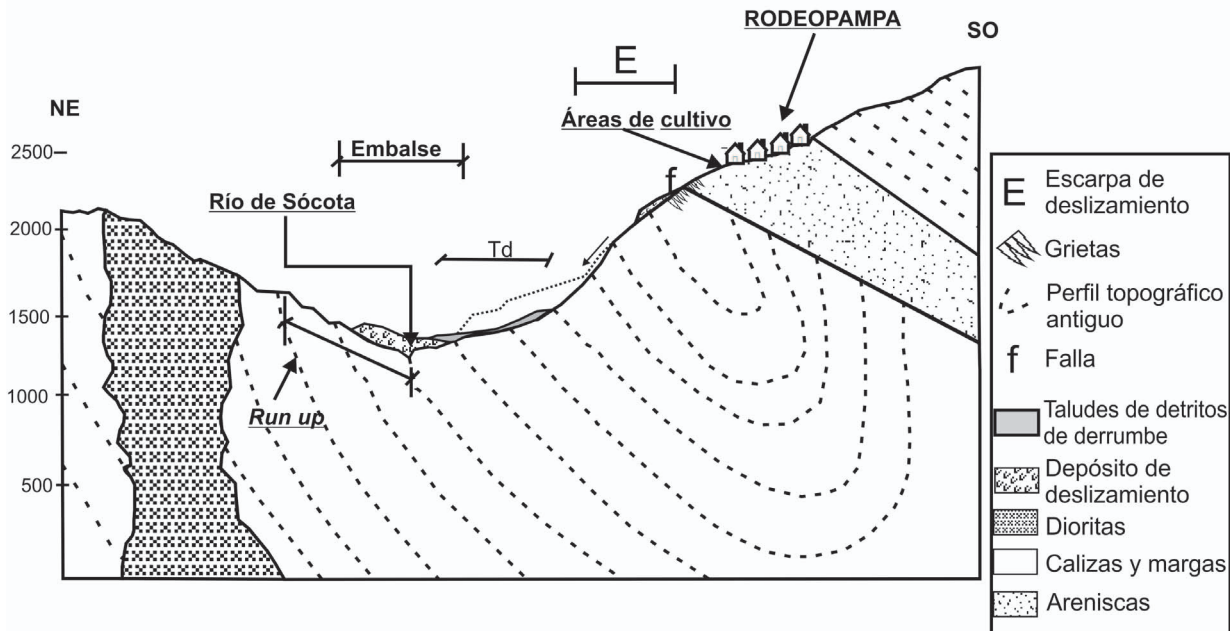 RODEOPAMPA
SO
E
NE
Áreas de cultivo
2500
Embalse
f
Río de Sócota
2000
Td
1500
1000
Run up
500
E Escarpa de
deslizamiento
Grietas
Perfil topográfico
antiguo
f Falla
Taludes de detritos
de derrumbe
Depósito de
deslizamiento
Dioritas
Calizas y margas
Areniscas